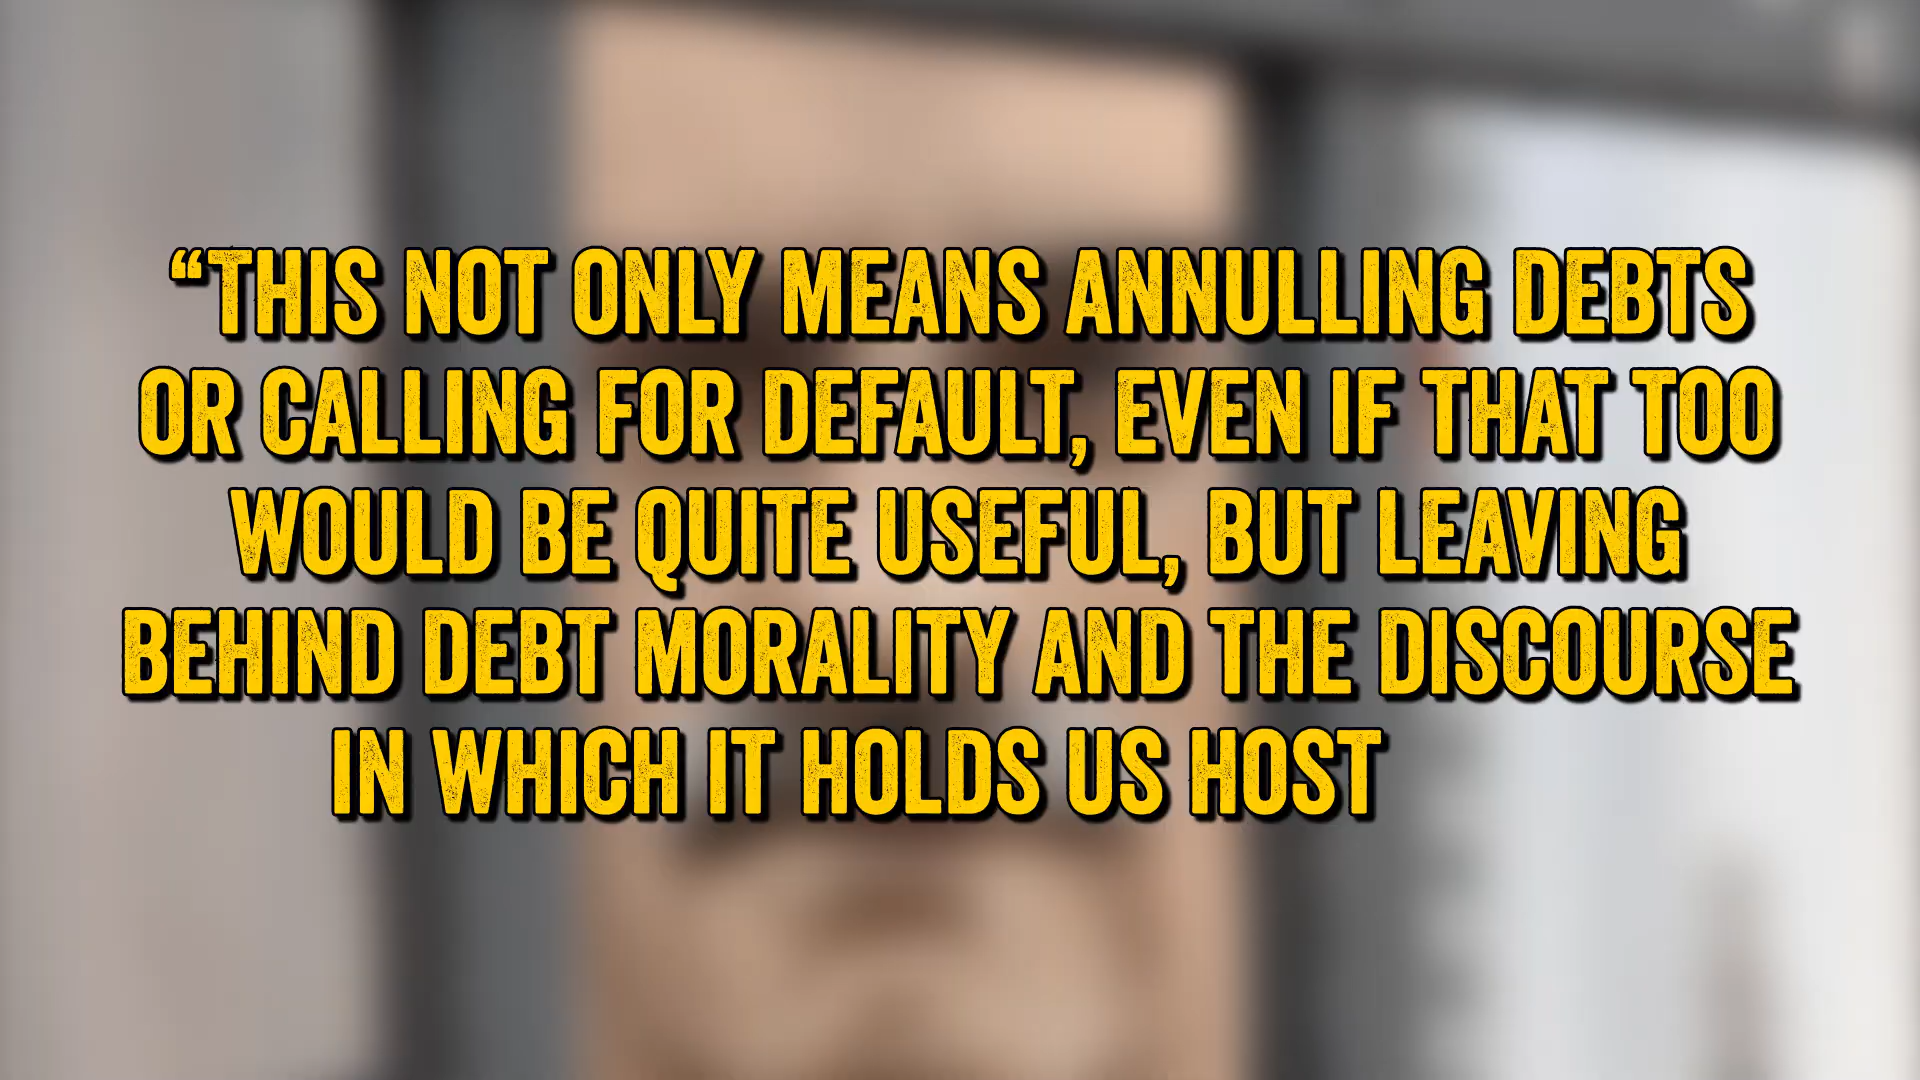 “THIS NOT ONLY MEANS ANNULLING DEBTS
OR CALLING FOR DEFAULT, EVEN IF THAT TOO
WOULD BE QUITE USEFUL, BUT LEAVING
BEHIND DEBT MORALITY AND THE DISCOURSE
IN WHICH IT HOLDS US HOST